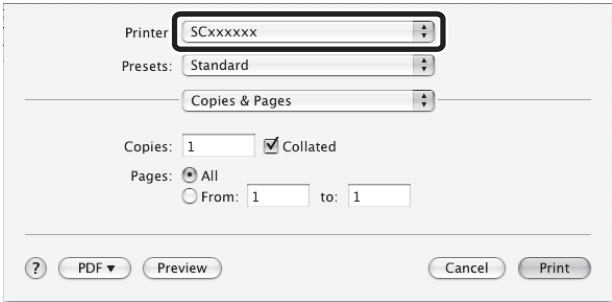 Printer SCxxxxxx
Presets: Standard
Copies & Pages
Copies: 1 Collated
Pages: All
From: 1 to: 1
? PDF Preview Cancel Print